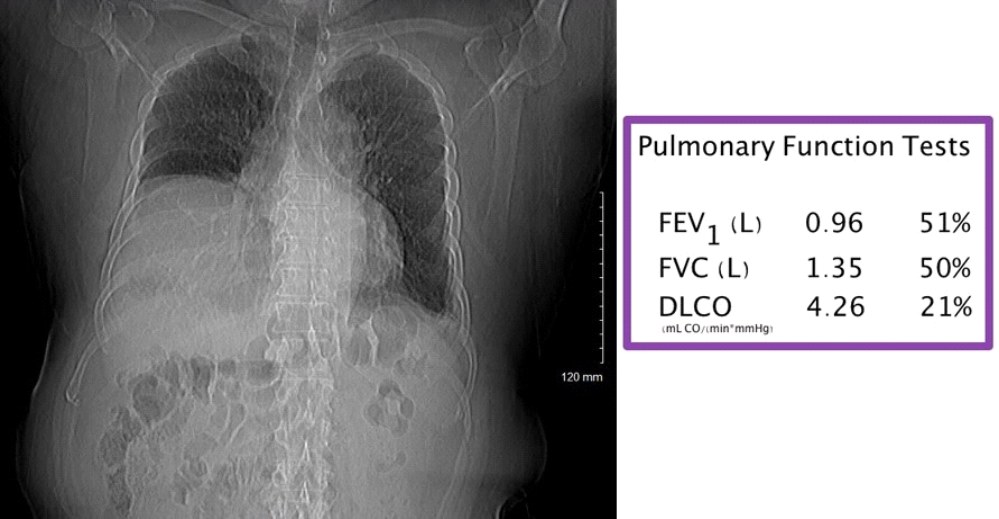 120 mm
Pulmonary Function Tests
FEV1 (L) 0.96 51%
FVC (L) 1.35 50%
DLCO 4.26 21%
(mL CO/(min*mmHg)